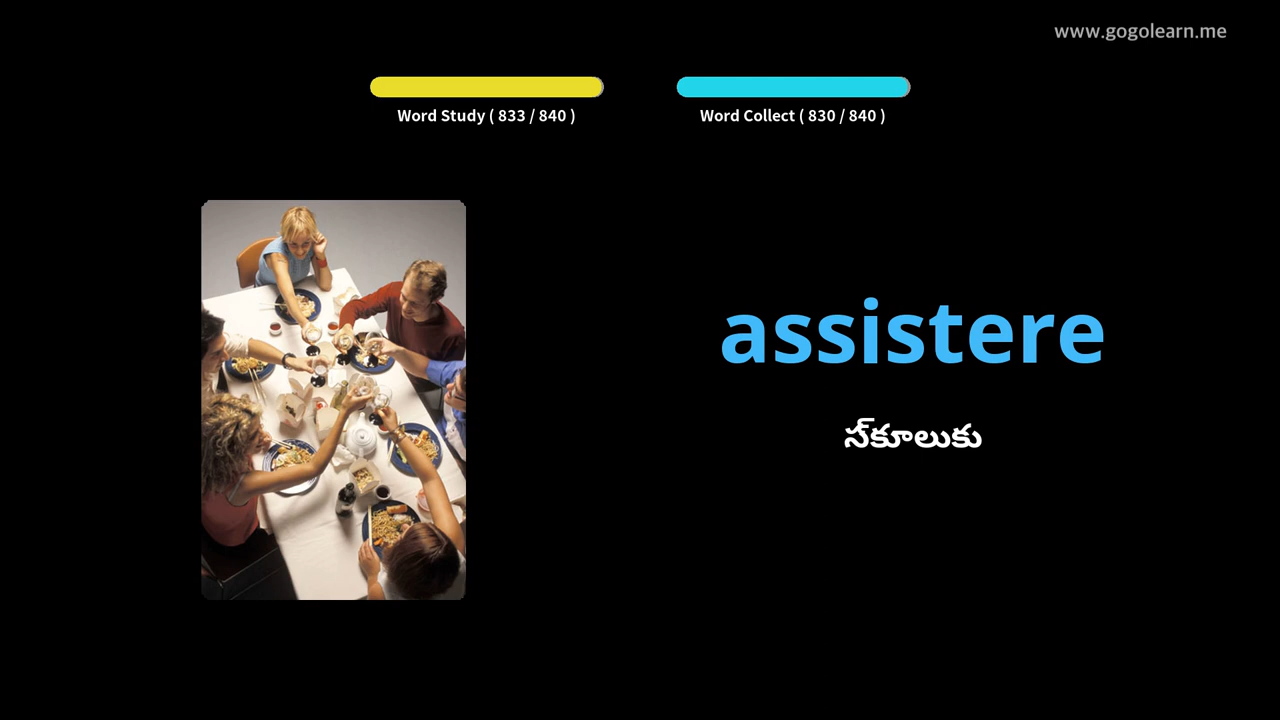 www.gogolearn.me
Word Study ( 833 / 840 )
Word Collect ( 830 / 840 )
assistere
స్‌కూలుకు